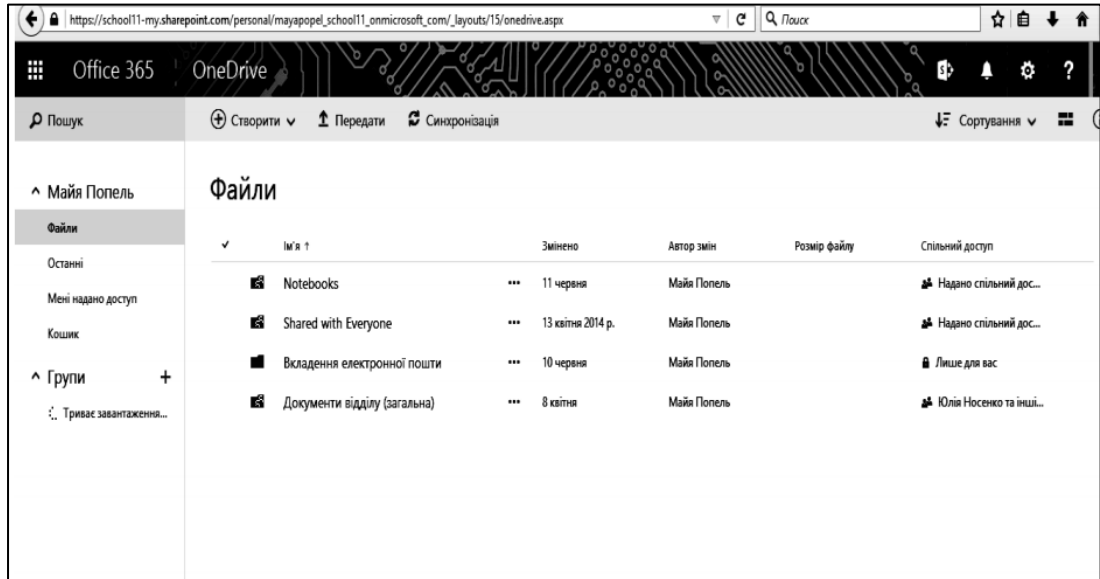 https://school11-my.sharepoint.com/personal/mayapopel_school11_onmicrosoft_com/_layouts/15/onedrive.aspx
Поиск
Office 365 OneDrive
Пошук
Створити Передати Синхронізація Сортування
Майя Попель
Файли
Останні
Мені надано доступ
Кошик
Групи +
Триває завантаження...
Файли
Ім'я ↑ Змінено Автор змін Розмір файлу Спільний доступ
Notebooks ... 11 червня Майя Попель Надано спільний дос...
Shared with Everyone ... 13 квітня 2014 р. Майя Попель Надано спільний дос...
Вкладення електронної пошти ... 10 червня Майя Попель Лише для вас
Документи відділу (загальна) ... 8 квітня Майя Попель Юлія Носенко та інші...